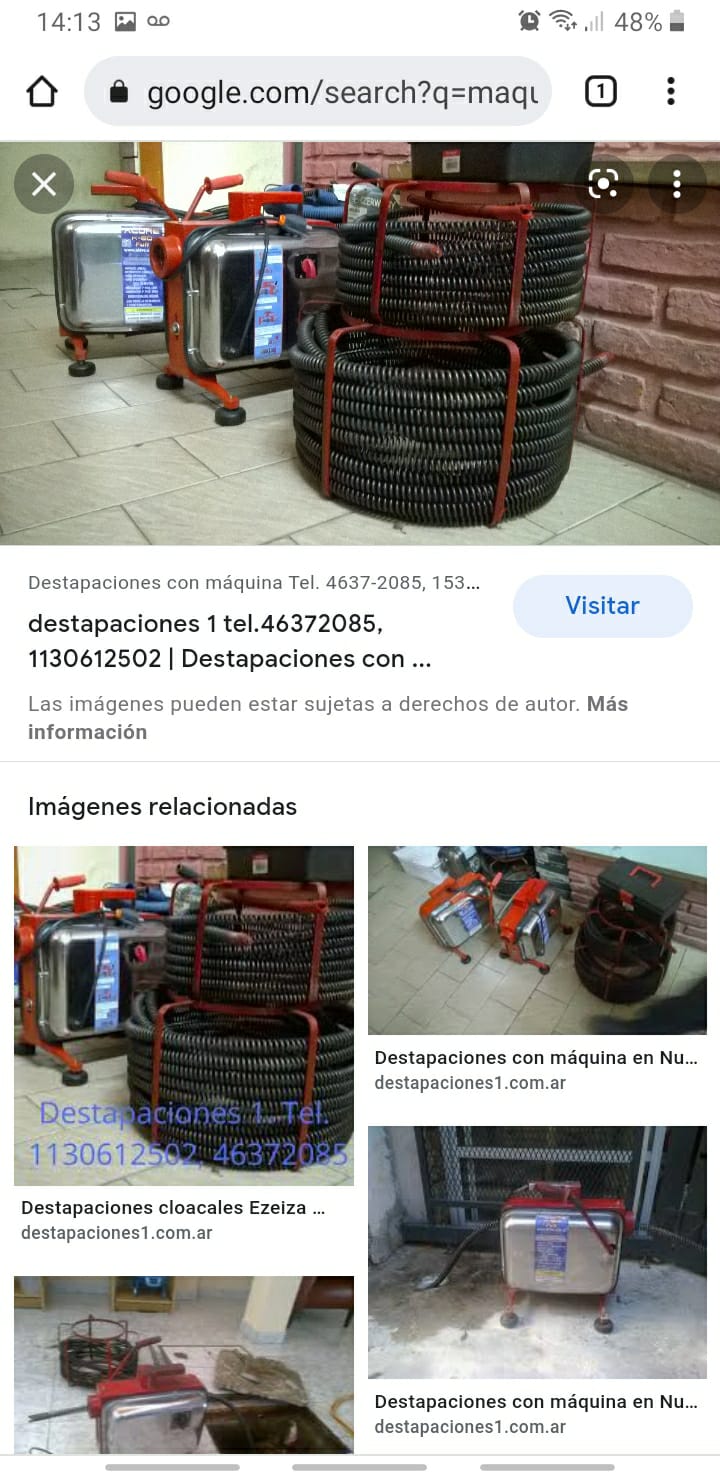 14:13
48%
google.com/search?q=maqu
1
Destapaciones con máquina Tel. 4637-2085, 153...
destapaciones 1 tel.46372085,
1130612502 | Destapaciones con ...
Visitar
Las imágenes pueden estar sujetas a derechos de autor. Más
información
Imágenes relacionadas
Destapaciones 1. Tel.
1130612502, 46372085
Destapaciones cloacales Ezeiza ...
destapaciones1.com.ar
Destapaciones con máquina en Nu...
destapaciones1.com.ar
Destapaciones con máquina en Nu...
destapaciones1.com.ar